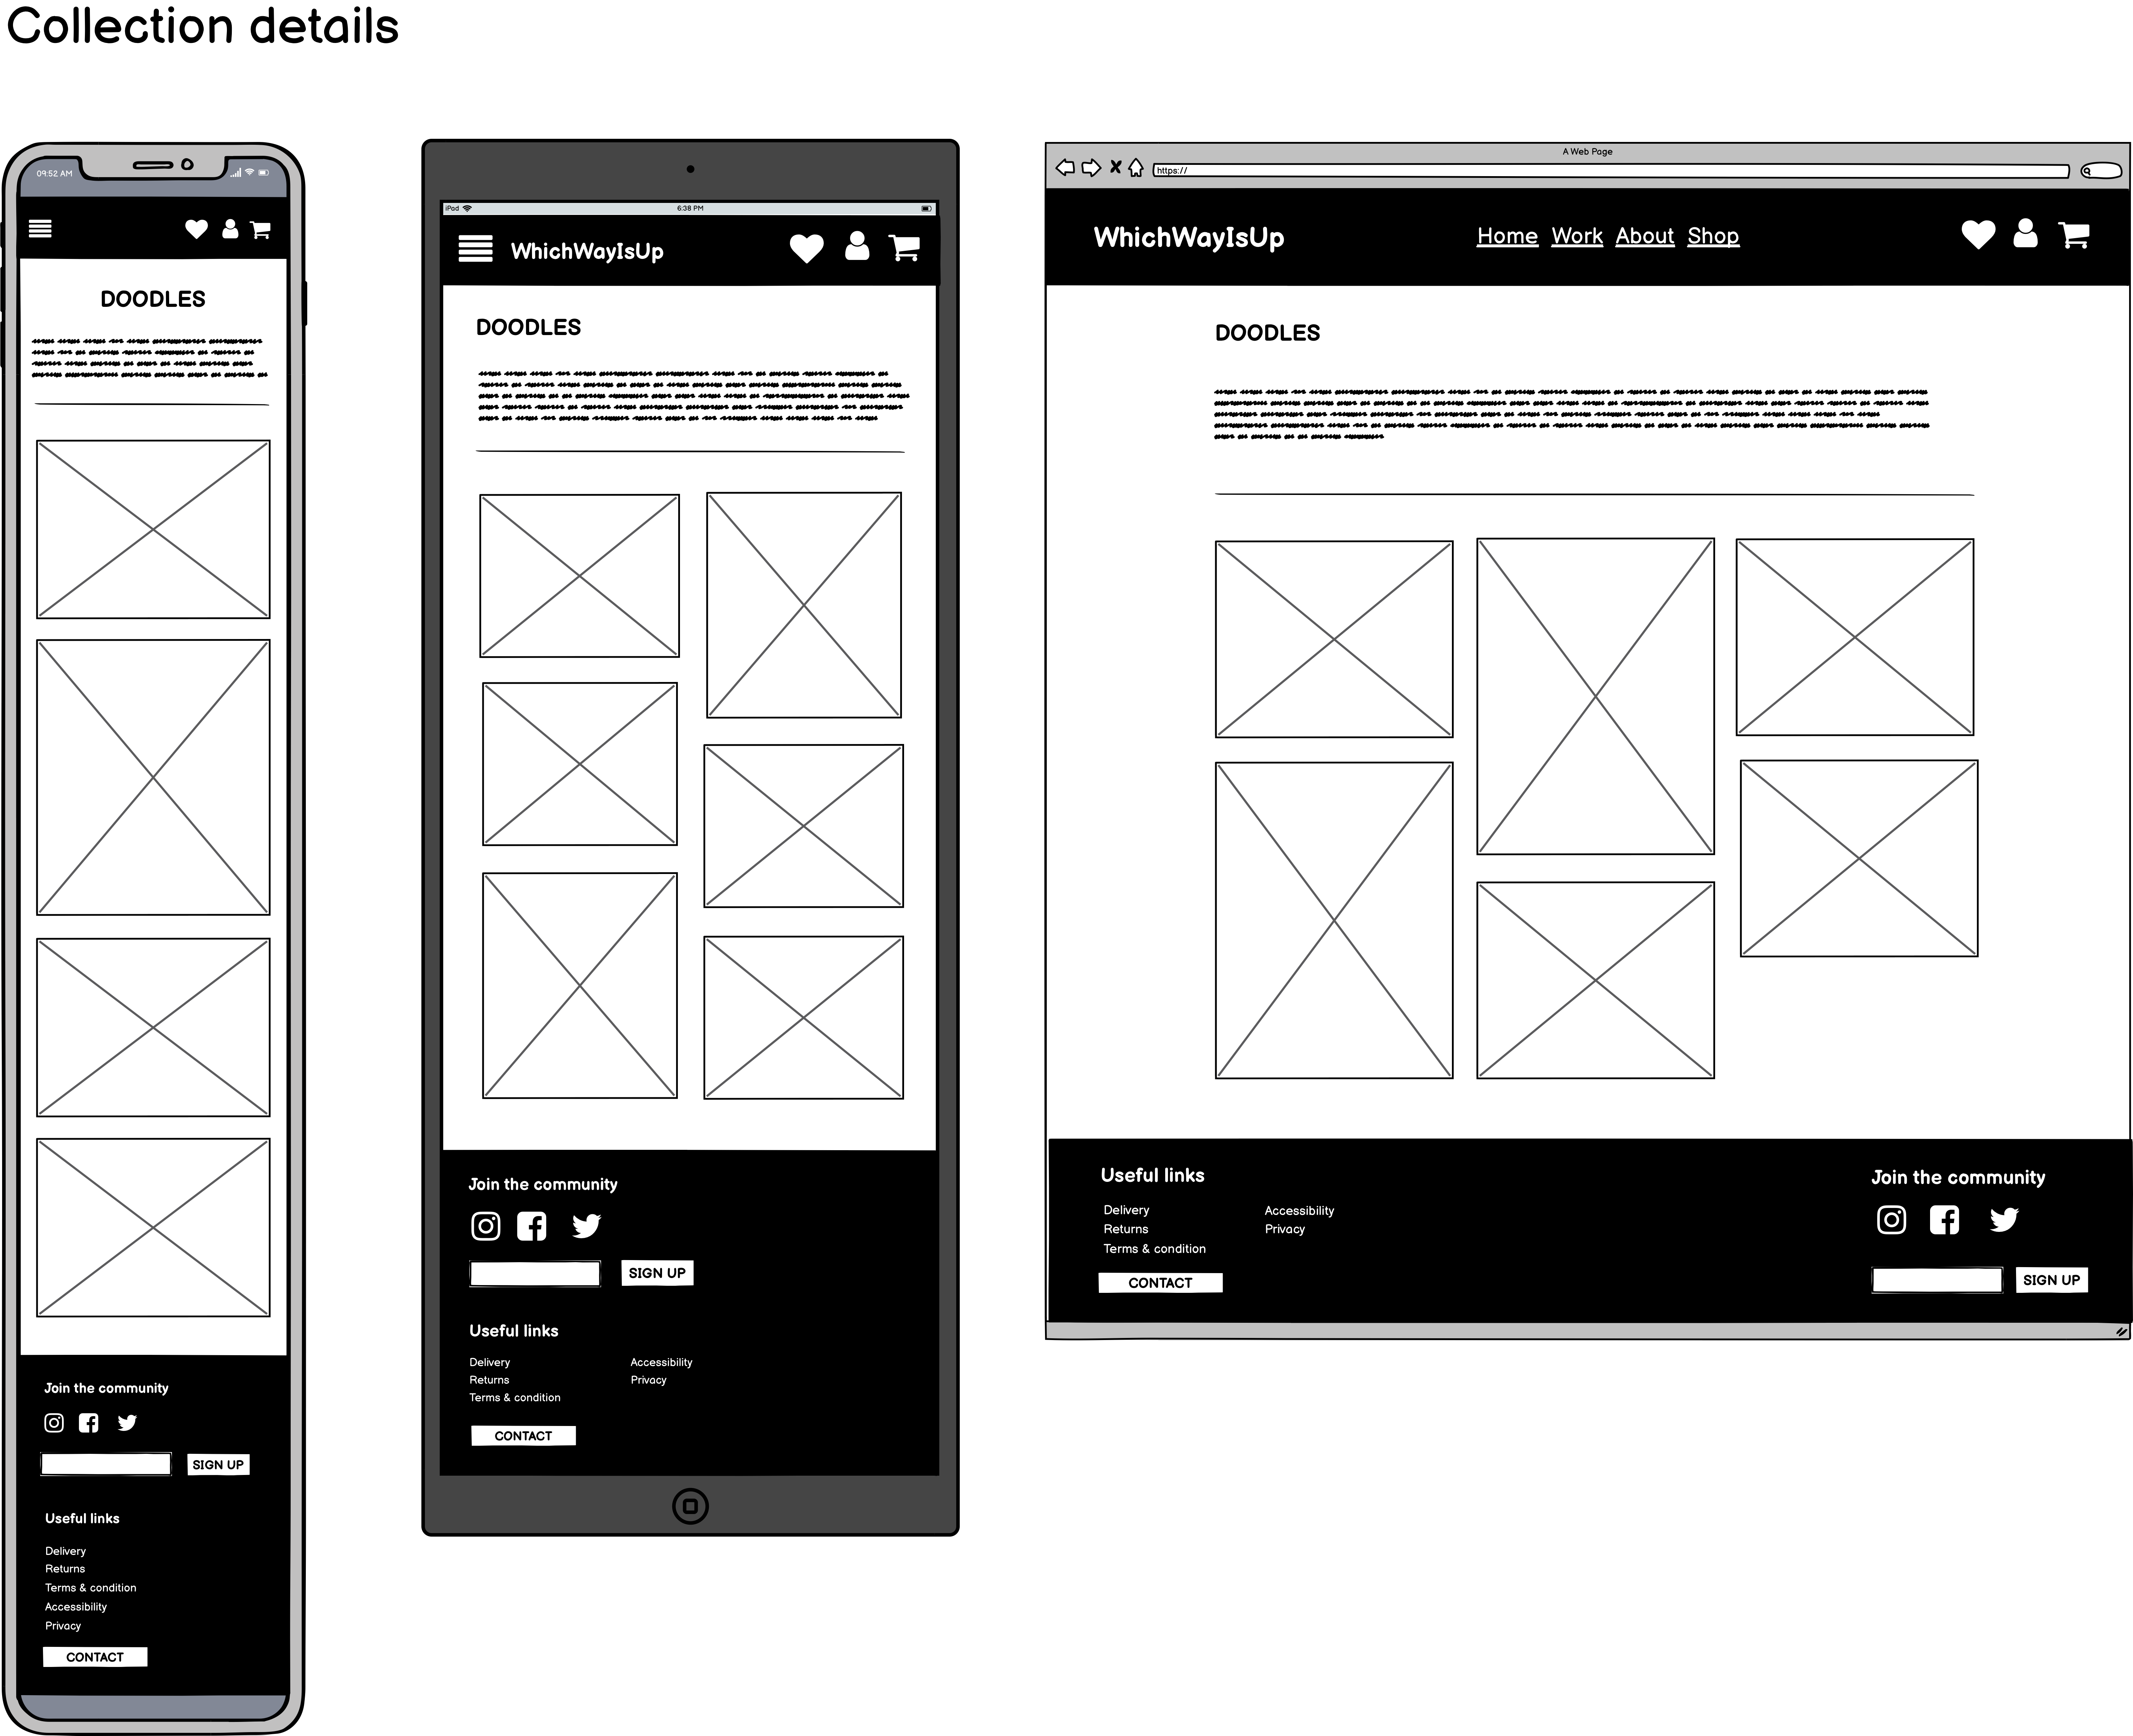 Collection details
09:52 AM
DOODLES
Join the community
SIGN UP
Useful links
Delivery
Returns
Terms & condition
Accessibility
Privacy
CONTACT
iPad
6:38 PM
WhichWayIsUp
DOODLES
Join the community
SIGN UP
Useful links
Delivery Accessibility
Returns Privacy
Terms & condition
CONTACT
A Web Page
https://
WhichWayIsUp Home Work About Shop
DOODLES
Useful links
Delivery Accessibility
Returns Privacy
Terms & condition
CONTACT
Join the community
SIGN UP